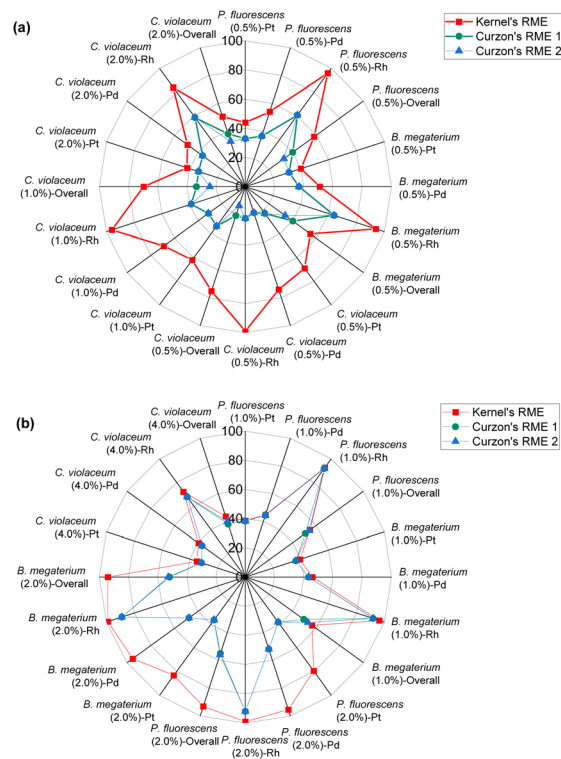 (a)
Kernel's RME
Curzon's RME 1
Curzon's RME 2
100
80
60
40
20
0
P. fluorescens
(0.5%)-Pt
P. fluorescens
(0.5%)-Pd
P. fluorescens
(0.5%)-Rh
P. fluorescens
(0.5%)-Overall
B. megaterium
(0.5%)-Pt
B. megaterium
(0.5%)-Pd
B. megaterium
(0.5%)-Rh
B. megaterium
(0.5%)-Overall
C. violaceum
(0.5%)-Pt
C. violaceum
(0.5%)-Pd
C. violaceum
(0.5%)-Rh
C. violaceum
(0.5%)-Overall
C. violaceum
(1.0%)-Pt
C. violaceum
(1.0%)-Pd
C. violaceum
(1.0%)-Rh
C. violaceum
(1.0%)-Overall
C. violaceum
(2.0%)-Pt
C. violaceum
(2.0%)-Pd
C. violaceum
(2.0%)-Rh
C. violaceum
(2.0%)-Overall
(b)
Kernel's RME
Curzon's RME 1
Curzon's RME 2
100
80
60
40
20
0
P. fluorescens
(1.0%)-Pt
P. fluorescens
(1.0%)-Pd
P. fluorescens
(1.0%)-Rh
P. fluorescens
(1.0%)-Overall
B. megaterium
(1.0%)-Pt
B. megaterium
(1.0%)-Pd
B. megaterium
(1.0%)-Rh
B. megaterium
(1.0%)-Overall
P. fluorescens
(2.0%)-Pt
P. fluorescens
(2.0%)-Pd
P. fluorescens
(2.0%)-Rh
P. fluorescens
(2.0%)-Overall
B. megaterium
(2.0%)-Pt
B. megaterium
(2.0%)-Pd
B. megaterium
(2.0%)-Rh
B. megaterium
(2.0%)-Overall
C. violaceum
(4.0%)-Pt
C. violaceum
(4.0%)-Pd
C. violaceum
(4.0%)-Rh
C. violaceum
(4.0%)-Overall